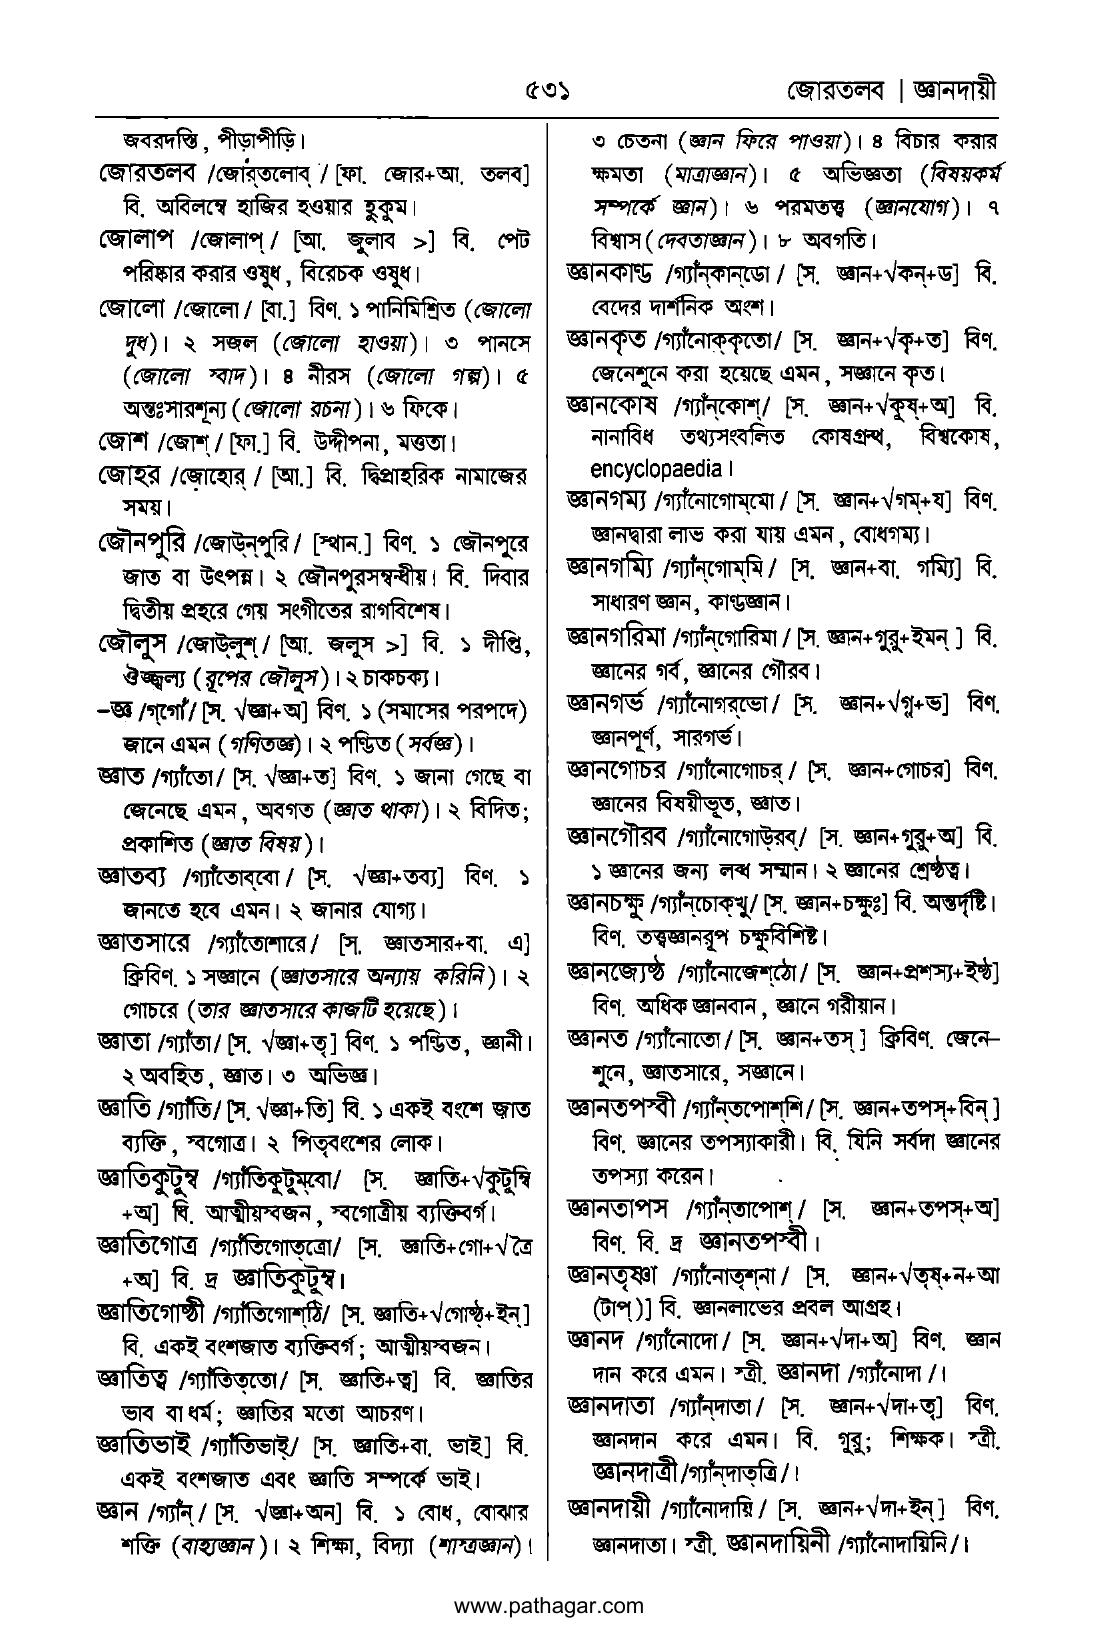 ৫৩১
জোরতলব | জ্ঞানদায়ী
জবরদস্তি, পীড়াপীড়ি।
জোরতলব /জোর্‌তলোব্‌ / [ফা. জোর+আ. তলব]
বি. অবিলম্বে হাজির হওয়ার হুকুম।
জোলাপ /জোলাপ্‌/ [আ. জুলাব >] বি. পেট
পরিষ্কার করার ওষুধ, বিরেচক ওষুধ।
জোলো /জোলো/ [বা.] বিণ. ১ পানিমিশ্রিত (জোলো
দুধ)। ২ সজল (জোলো হাওয়া)। ৩ পানসে
(জোলো স্বাদ)। ৪ নীরস (জোলো গল্প)। ৫
অন্তঃসারশূন্য (জোলো রচনা)। ৬ ফিকে।
জোশ /জোশ্‌/ [ফা.] বি. উদ্দীপনা, মত্ততা।
জোহর /জোহোর্‌/ [আ.] বি. দ্বিপ্রাহরিক নামাজের
সময়।
জৌনপুরি /জোউ্‌ন্‌পুরি/ [স্থান.] বিণ. ১ জৌনপুরে
জাত বা উৎপন্ন। ২ জৌনপুরসম্বন্ধীয়। বি. দিবার
দ্বিতীয় প্রহরে গেয় সংগীতের রাগবিশেষ।
জৌলুস /জোউ্‌লুশ্‌/ [আ. জলুস >] বি. ১ দীপ্তি,
ঔজ্জ্বল্য (রূপের জৌলুস)। ২ চাকচক্য।
–জ্ঞ /গ্‌গোঁ/ [স. √জ্ঞা+অ] বিণ. ১ (সমাসের পরপদে)
জানে এমন (গণিতজ্ঞ)। ২ পণ্ডিত (সর্বজ্ঞ)।
জ্ঞাত /গ্যাঁতো/ [স. √জ্ঞা+ত] বিণ. ১ জানা গেছে বা
জেনেছে এমন, অবগত (জ্ঞাত থাকা)। ২ বিদিত;
প্রকাশিত (জ্ঞাত বিষয়)।
জ্ঞাতব্য /গ্যাঁতোব্‌বো/ [স. √জ্ঞা+তব্য] বিণ. ১
জানতে হবে এমন। ২ জানার যোগ্য।
জ্ঞাতসারে /গ্যাঁতোশারে/ [স. জ্ঞাতসার+বা. এ]
ক্রিবিণ. ১ সজ্ঞানে (জ্ঞাতসারে অন্যায় করিনি)। ২
গোচরে (তার জ্ঞাতসারে কাজটি হয়েছে)।
জ্ঞাতা /গ্যাঁতা/ [স. √জ্ঞা+তৃ] বিণ. ১ পণ্ডিত, জ্ঞানী।
২ অবহিত, জ্ঞাত। ৩ অভিজ্ঞ।
জ্ঞাতি /গ্যাঁতি/ [স. √জ্ঞা+তি] বি. ১ একই বংশে জাত
ব্যক্তি, স্বগোত্র। ২ পিতৃবংশের লোক।
জ্ঞাতিকুটুম্ব /গ্যাঁতিকুটুম্‌বো/ [স. জ্ঞাতি+√কুটুম্বি
+অ] বি. আত্মীয়স্বজন, স্বগোত্রীয় ব্যক্তিবর্গ।
জ্ঞাতিগোত্র /গ্যাঁতিগোত্‌ত্রো/ [স. জ্ঞাতি+গো+√ত্রৈ
+অ] বি. দ্র জ্ঞাতিকুটুম্ব।
জ্ঞাতিগোষ্ঠী /গ্যাঁতিগোশ্‌ঠি/ [স. জ্ঞাতি+√গোষ্ঠ+ইন্‌]
বি. একই বংশজাত ব্যক্তিবর্গ; আত্মীয়স্বজন।
জ্ঞাতিত্ব /গ্যাঁতিত্‌তো/ [স. জ্ঞাতি+ত্ব] বি. জ্ঞাতির
ভাব বা ধর্ম; জ্ঞাতির মতো আচরণ।
জ্ঞাতিভাই /গ্যাঁতিভাই্‌/ [স. জ্ঞাতি+বা. ভাই] বি.
একই বংশজাত এবং জ্ঞাতি সম্পর্কে ভাই।
জ্ঞান /গ্যাঁন্‌/ [স. √জ্ঞা+অন] বি. ১ বোধ, বোঝার
শক্তি (বাহ্যজ্ঞান)। ২ শিক্ষা, বিদ্যা (শাস্ত্রজ্ঞান)।
৩ চেতনা (জ্ঞান ফিরে পাওয়া)। ৪ বিচার করার
ক্ষমতা (মাত্রাজ্ঞান)। ৫ অভিজ্ঞতা (বিষয়কর্ম
সম্পর্কে জ্ঞান)। ৬ পরমতত্ত্ব (জ্ঞানযোগ)। ৭
বিশ্বাস (দেবতাজ্ঞান)। ৮ অবগতি।
জ্ঞানকাণ্ড /গ্যাঁন্‌কান্‌ডো/ [স. জ্ঞান+√কন্‌+ড] বি.
বেদের দার্শনিক অংশ।
জ্ঞানকৃত /গ্যাঁনোক্‌কৃতো/ [স. জ্ঞান+√কৃ+ত] বিণ.
জেনেশুনে করা হয়েছে এমন, সজ্ঞানে কৃত।
জ্ঞানকোষ /গ্যাঁন্‌কোশ্‌/ [স. জ্ঞান+√কুষ্‌+অ] বি.
নানাবিধ তথ্যসংবলিত কোষগ্রন্থ, বিশ্বকোষ,
encyclopaedia।
জ্ঞানগম্য /গ্যাঁনোগোম্‌মো/ [স. জ্ঞান+√গম্‌+য] বিণ.
জ্ঞানদ্বারা লাভ করা যায় এমন, বোধগম্য।
জ্ঞানগম্যি /গ্যাঁন্‌গোম্‌মি/ [স. জ্ঞান+বা. গম্যি] বি.
সাধারণ জ্ঞান, কাণ্ডজ্ঞান।
জ্ঞানগরিমা /গ্যাঁন্‌গোরিমা/ [স. জ্ঞান+গুরু+ইমন্‌] বি.
জ্ঞানের গর্ব, জ্ঞানের গৌরব।
জ্ঞানগর্ভ /গ্যাঁনোগর্‌ভো/ [স. জ্ঞান+√গৄ+ভ] বিণ.
জ্ঞানপূর্ণ, সারগর্ভ।
জ্ঞানগোচর /গ্যাঁনোগোচর্‌/ [স. জ্ঞান+গোচর] বিণ.
জ্ঞানের বিষয়ীভূত, জ্ঞাত।
জ্ঞানগৌরব /গ্যাঁনোগোউ্‌রব্‌/ [স. জ্ঞান+গুরু+অ] বি.
১ জ্ঞানের জন্য লব্ধ সম্মান। ২ জ্ঞানের শ্রেষ্ঠত্ব।
জ্ঞানচক্ষু /গ্যাঁন্‌চোক্‌খু/ [স. জ্ঞান+চক্ষুঃ] বি. অন্তর্দৃষ্টি।
বিণ. তত্ত্বজ্ঞানরূপ চক্ষুবিশিষ্ট।
জ্ঞানজ্যেষ্ঠ /গ্যাঁনোজেশ্‌ঠো/ [স. জ্ঞান+প্রশস্য+ইষ্ঠ]
বিণ. অধিক জ্ঞানবান, জ্ঞানে গরীয়ান।
জ্ঞানত /গ্যাঁনোতো/ [স. জ্ঞান+তস্‌] ক্রিবিণ. জেনে–
শুনে, জ্ঞাতসারে, সজ্ঞানে।
জ্ঞানতপস্বী /গ্যাঁন্‌তপোশ্‌শি/ [স. জ্ঞান+তপস্‌+বিন্‌]
বিণ. জ্ঞানের তপস্যাকারী। বি. যিনি সর্বদা জ্ঞানের
তপস্যা করেন।
জ্ঞানতাপস /গ্যাঁন্‌তাপোশ্‌/ [স. জ্ঞান+তপস্‌+অ]
বিণ. বি. দ্র জ্ঞানতপস্বী।
জ্ঞানতৃষ্ণা /গ্যাঁনোতৃশ্‌না/ [স. জ্ঞান+√তৃষ্‌+ন+আ
(টাপ্‌)] বি. জ্ঞানলাভের প্রবল আগ্রহ।
জ্ঞানদ /গ্যাঁনোদো/ [স. জ্ঞান+√দা+অ] বিণ. জ্ঞান
দান করে এমন। স্ত্রী. জ্ঞানদা /গ্যাঁনোদা/।
জ্ঞানদাতা /গ্যাঁন্‌দাতা/ [স. জ্ঞান+√দা+তৃ] বিণ.
জ্ঞানদান করে এমন। বি. গুরু; শিক্ষক। স্ত্রী.
জ্ঞানদাত্রী /গ্যাঁন্‌দাত্‌ত্রি/।
জ্ঞানদায়ী /গ্যাঁনোদায়ি/ [স. জ্ঞান+√দা+ইন্‌] বিণ.
জ্ঞানদাতা। স্ত্রী. জ্ঞানদায়িনী /গ্যাঁনোদায়িনি/।
www.pathagar.com